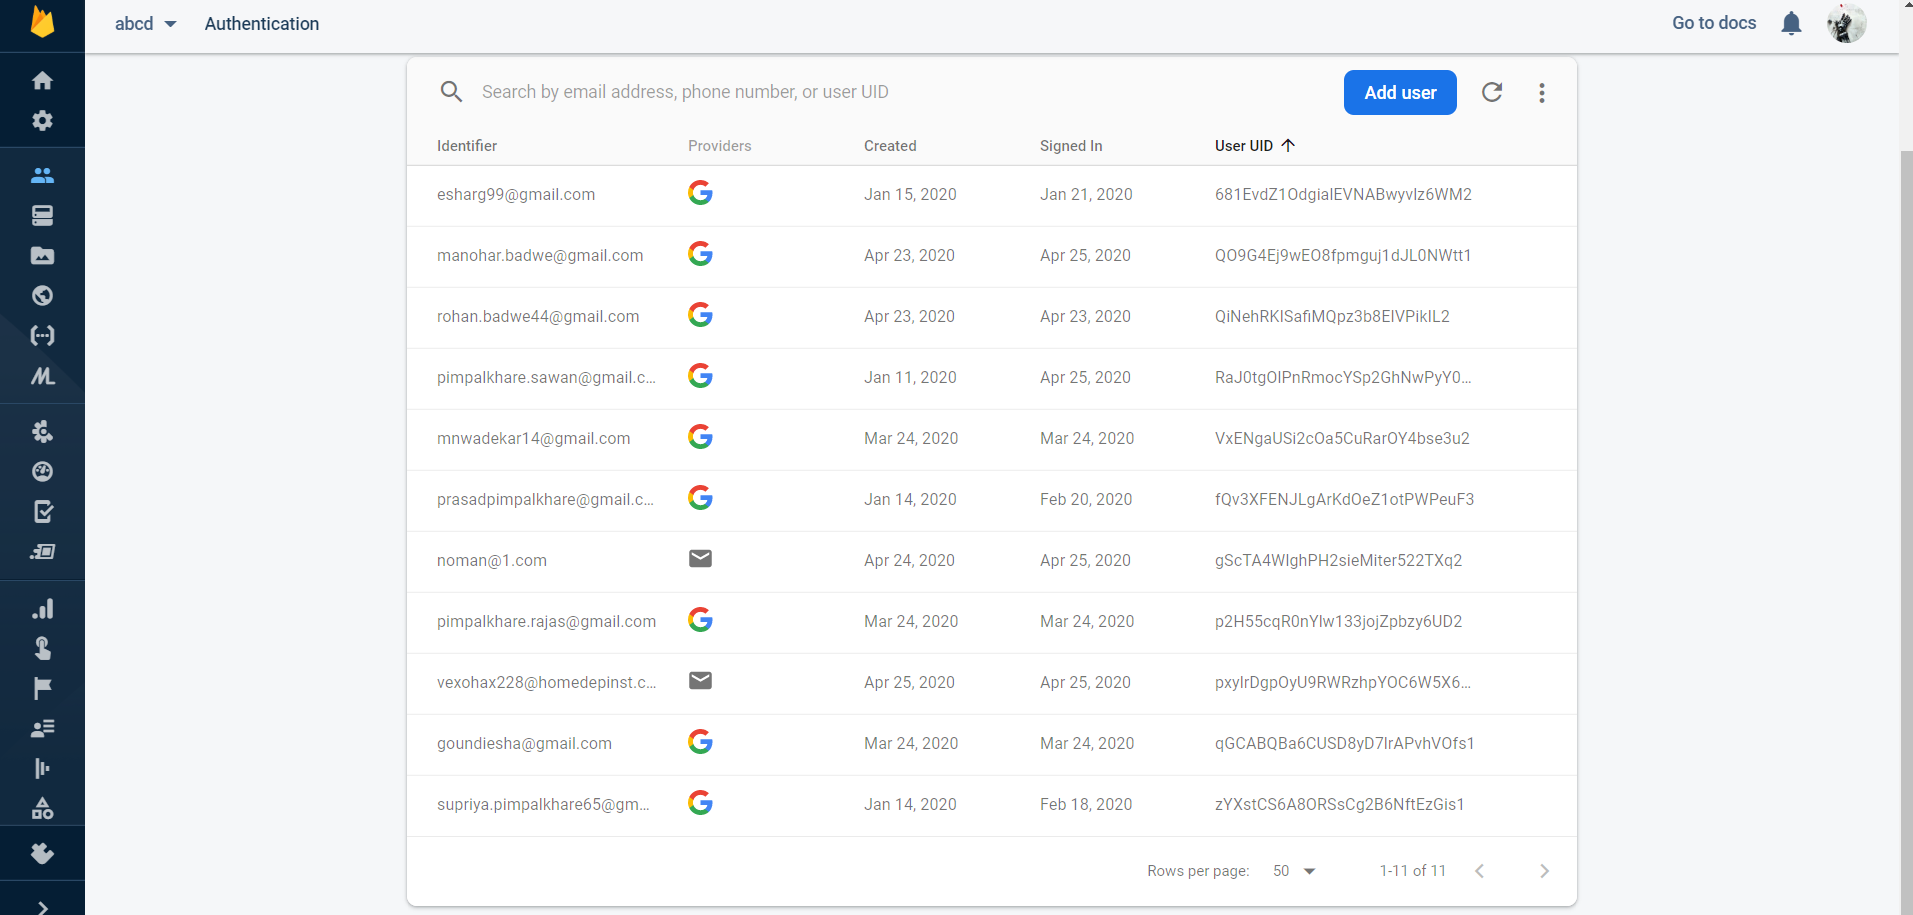 abcd Authentication Go to docs
Search by email address, phone number, or user UID Add user
Identifier Providers Created Signed In User UID
esharg99@gmail.com Jan 15, 2020 Jan 21, 2020 681EvdZ1OdgialEVNABwyvlz6WM2
manohar.badwe@gmail.com Apr 23, 2020 Apr 25, 2020 QO9G4Ej9wEO8fpmguj1dJL0NWtt1
rohan.badwe44@gmail.com Apr 23, 2020 Apr 23, 2020 QiNehRKISafiMQpz3b8EIVPikIL2
pimpalkhare.sawan@gmail.c... Jan 11, 2020 Apr 25, 2020 RaJ0tgOlPnRmocYSp2GhNwPyY0...
mnwadekar14@gmail.com Mar 24, 2020 Mar 24, 2020 VxENgaUSi2cOa5CuRarOY4bse3u2
prasadpimpalkhare@gmail.c... Jan 14, 2020 Feb 20, 2020 fQv3XFENJLgArKdOeZ1otPWPeuF3
noman@1.com Apr 24, 2020 Apr 25, 2020 gScTA4WlghPH2sieMiter522TXq2
pimpalkhare.rajas@gmail.com Mar 24, 2020 Mar 24, 2020 p2H55cqR0nYlw133jojZpbzy6UD2
vexohax228@homedepinst.c... Apr 25, 2020 Apr 25, 2020 pxylrDgpOyU9RWRzhpYOC6W5X6...
goundiesha@gmail.com Mar 24, 2020 Mar 24, 2020 qGCABQBa6CUSD8yD7lrAPvhVOfs1
supriya.pimpalkhare65@gm... Jan 14, 2020 Feb 18, 2020 zYXstCS6A8ORSsCg2B6NftEzGis1
Rows per page: 50 1-11 of 11